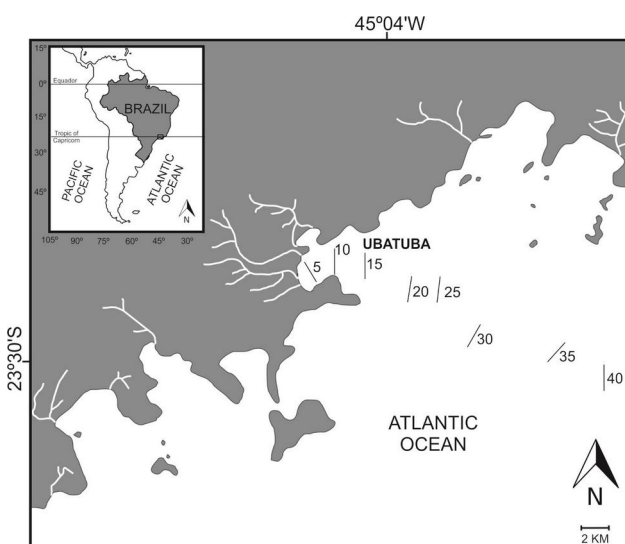 45º04'W
15º
0º
15º
30º
45º
Equador
BRAZIL
Tropic of
Capricorn
PACIFIC
OCEAN
ATLANTIC
OCEAN
N
105º 90º 75º 60º 45º 30º
23º30'S
UBATUBA
5
10
15
20
25
30
35
40
ATLANTIC
OCEAN
N
2 KM